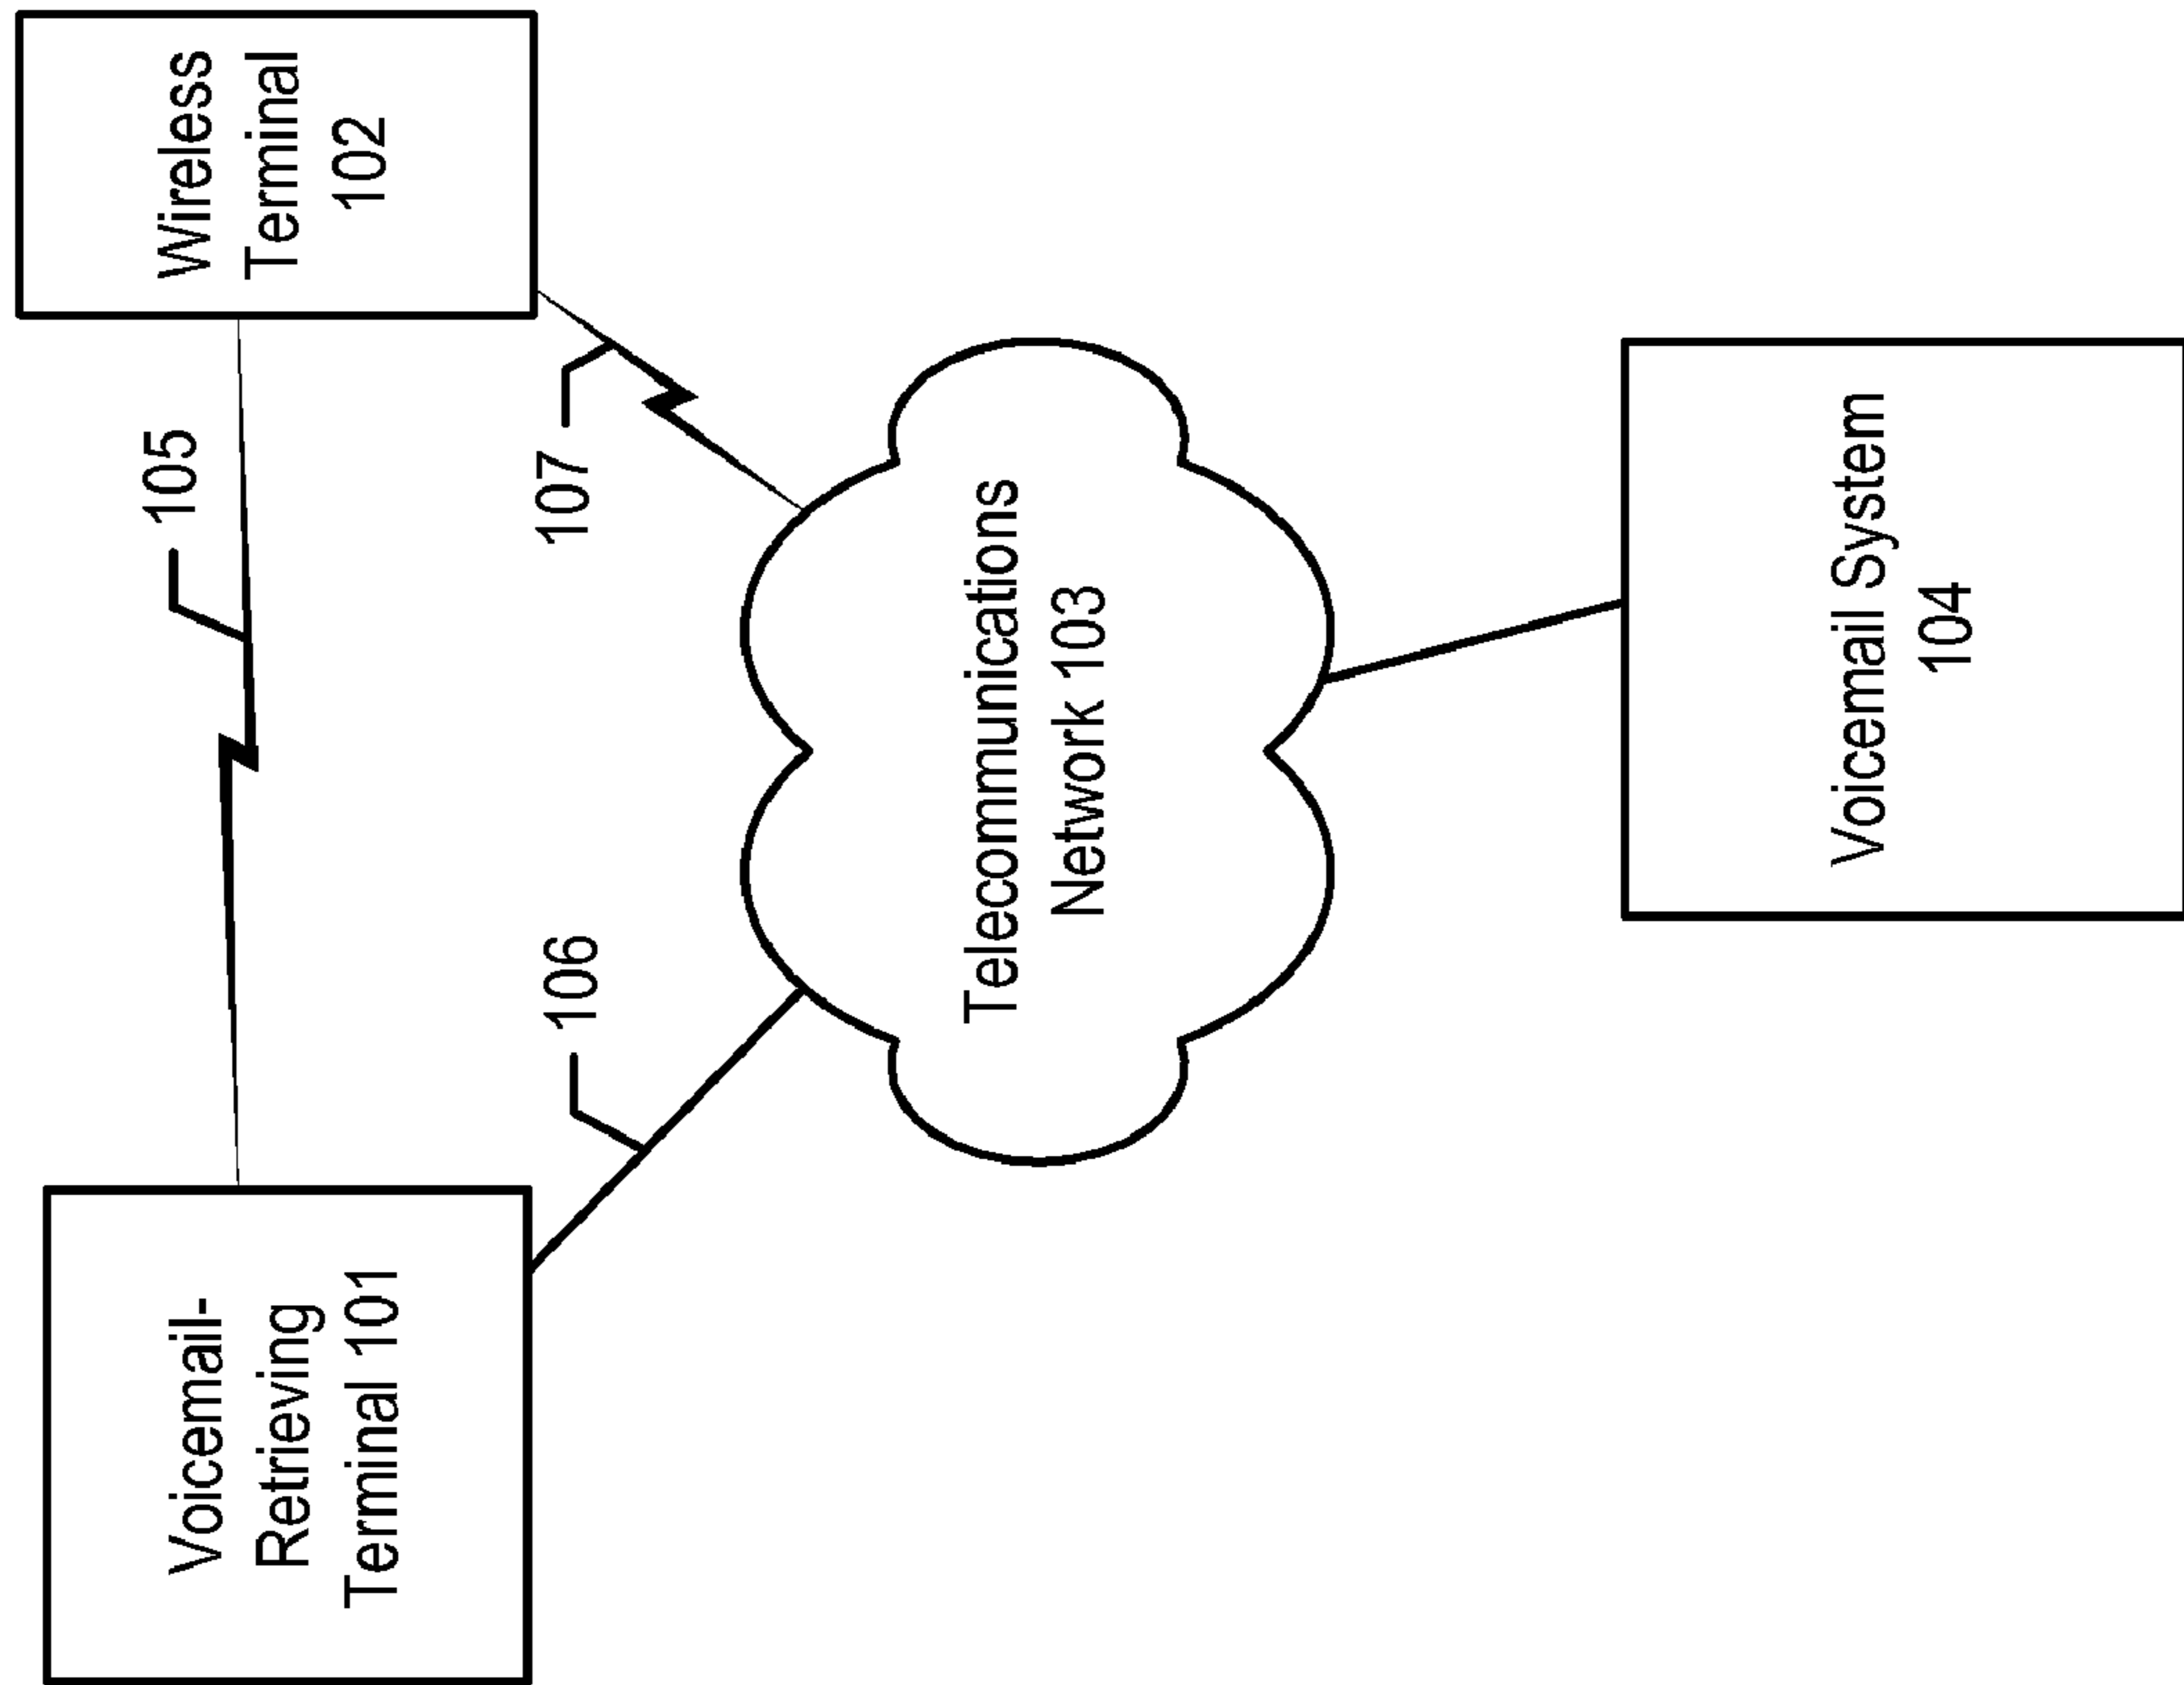 Voicemail-
Retrieving
Terminal 101
105
Wireless
Terminal
102
106
107
Telecommunications
Network 103
Voicemail System
104